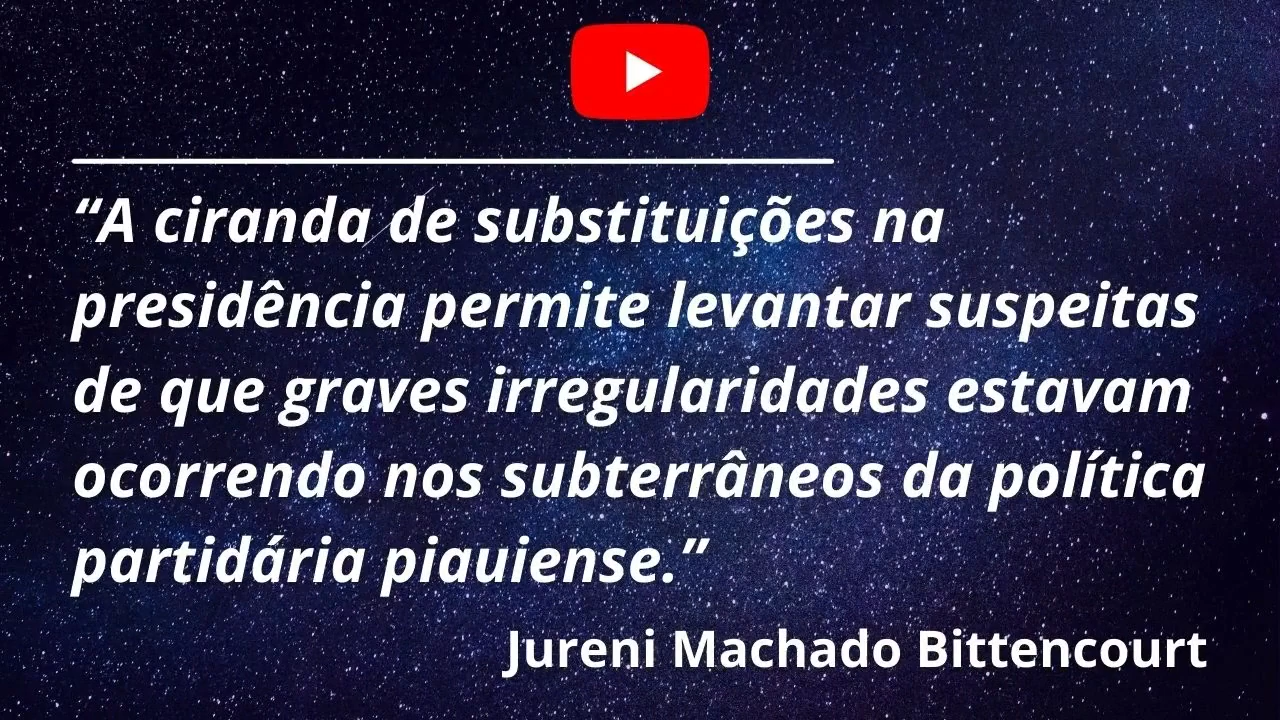 “A ciranda de substituições na
presidência permite levantar suspeitas
de que graves irregularidades estavam
ocorrendo nos subterrâneos da política
partidária piauiense.”
Jureni Machado Bittencourt